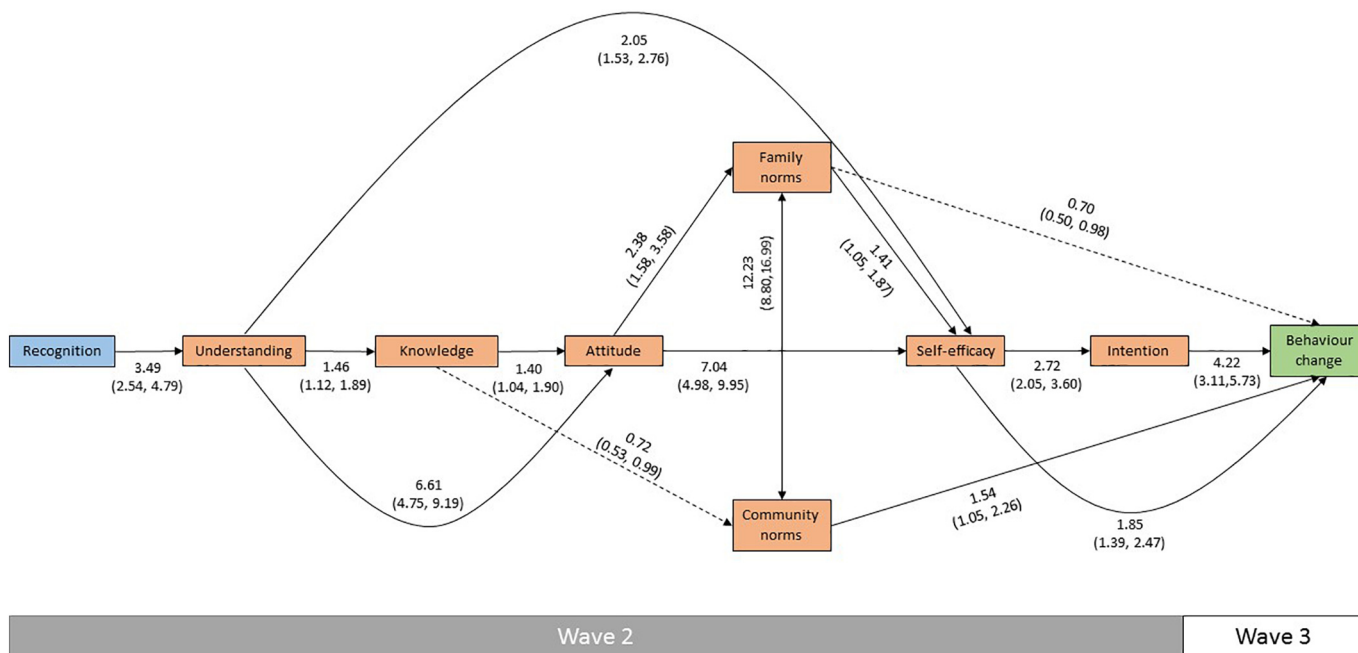 2.05
(1.53, 2.76)
Family
norms
0.70
(0.50, 0.98)
2.38
(1.58, 3.58)
12.23
(8.80,16.99)
1.41
(1.05, 1.87)
Recognition
3.49
(2.54, 4.79)
Understanding
1.46
(1.12, 1.89)
Knowledge
1.40
(1.04, 1.90)
Attitude
7.04
(4.98, 9.95)
Self-efficacy
2.72
(2.05, 3.60)
Intention
4.22
(3.11,5.73)
Behaviour
change
0.72
(0.53, 0.99)
6.61
(4.75, 9.19)
Community
norms
1.54
(1.05, 2.26)
1.85
(1.39, 2.47)
Wave 2
Wave 3